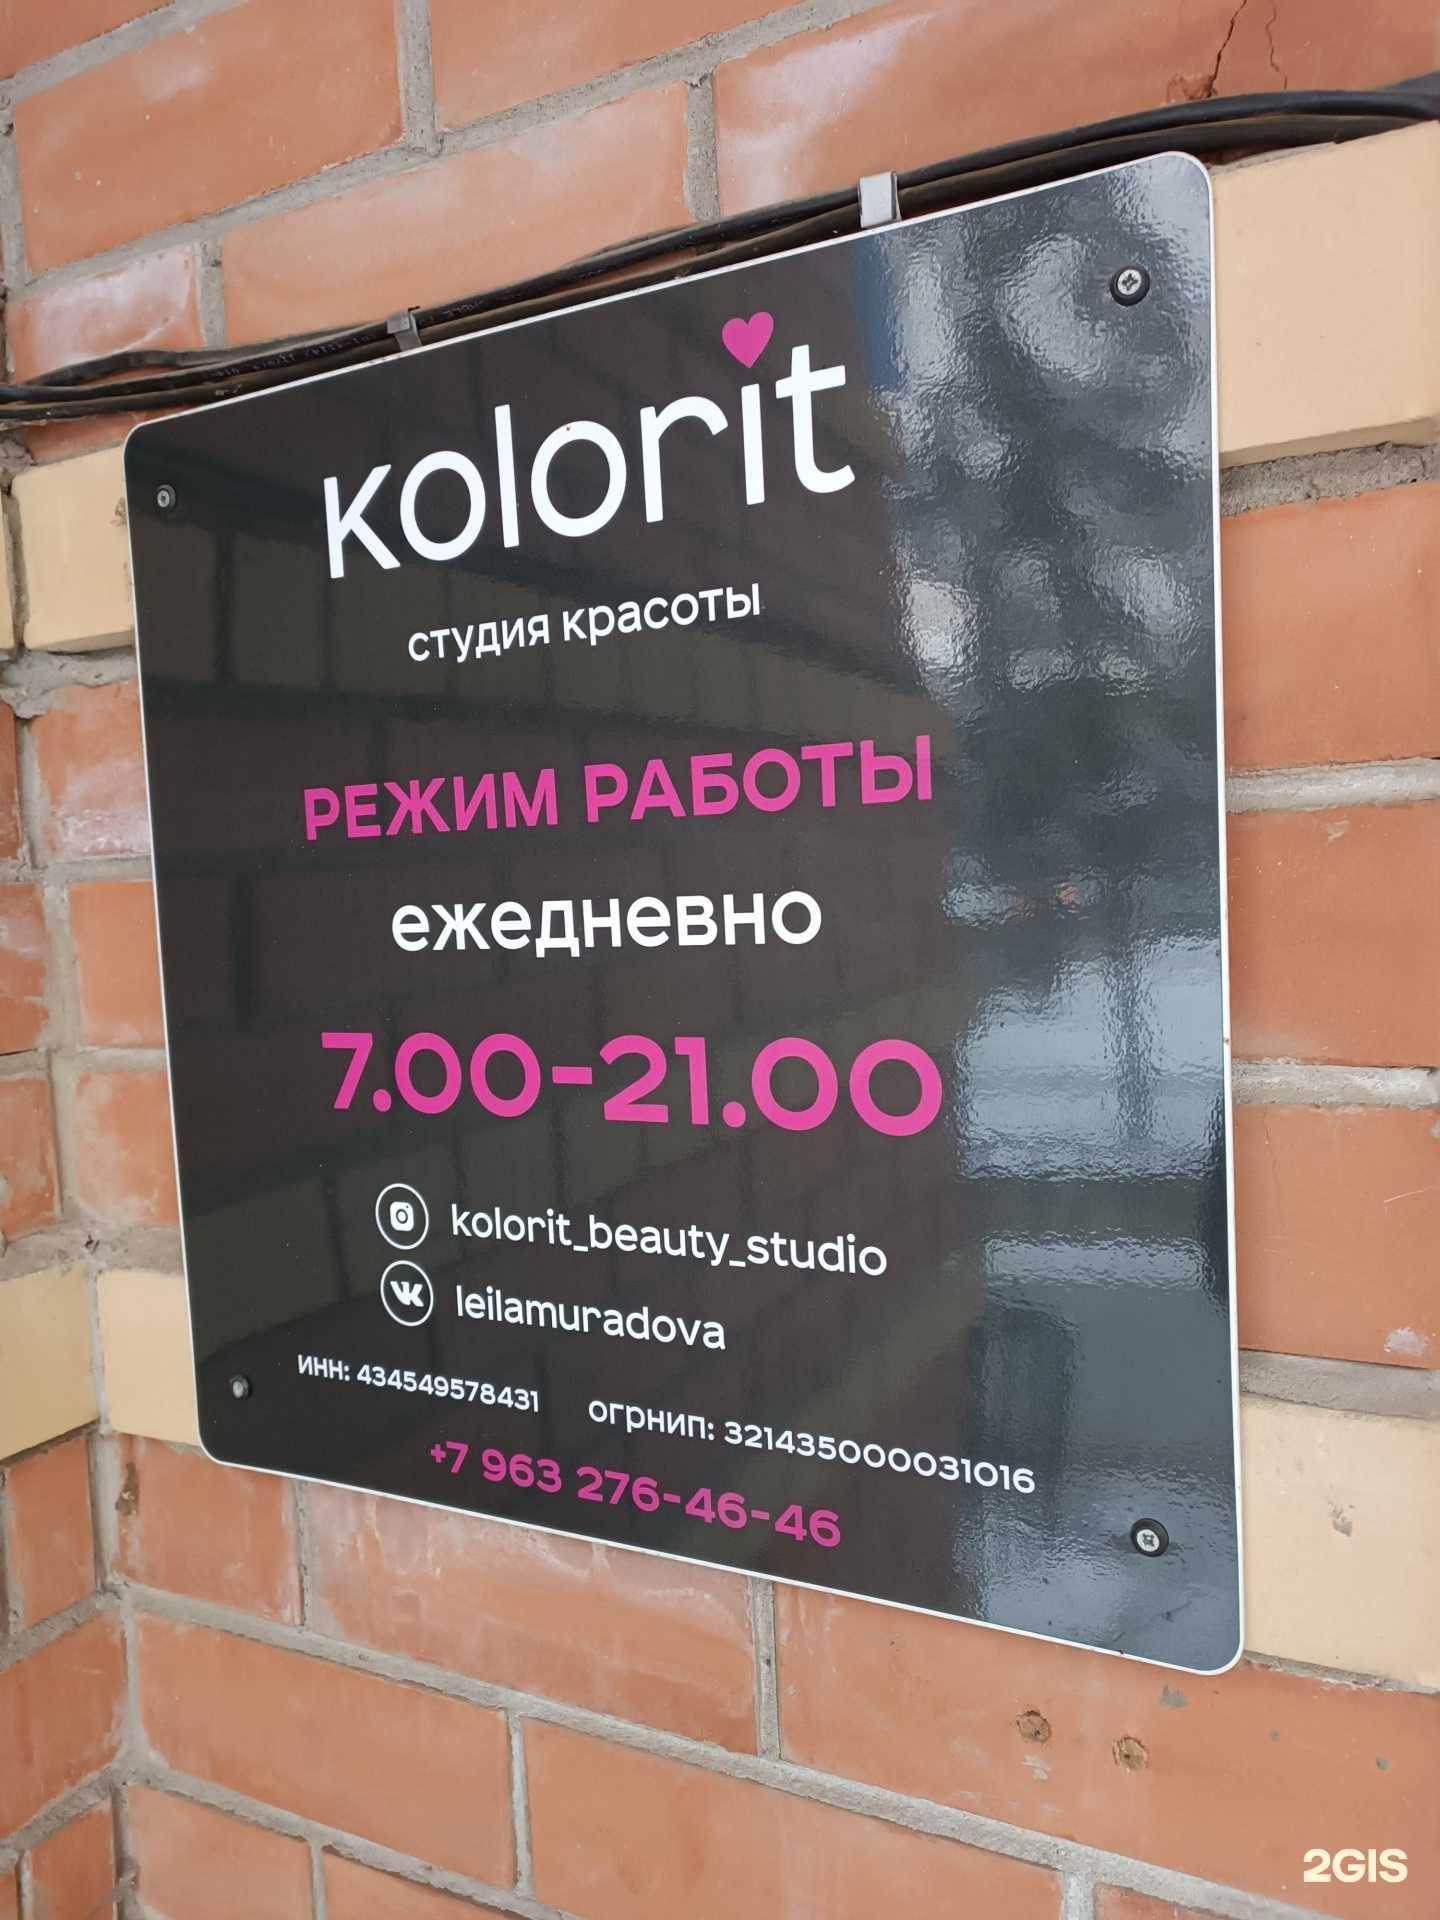 kolorit
студия красоты
РЕЖИМ РАБОТЫ
ежедневно
7.00-21.00
kolorit_beauty_studio
leilamuradova
ИНН: 434549578431 ОГРНИП: 321435000031016
+7 963 276-46-46
2GIS